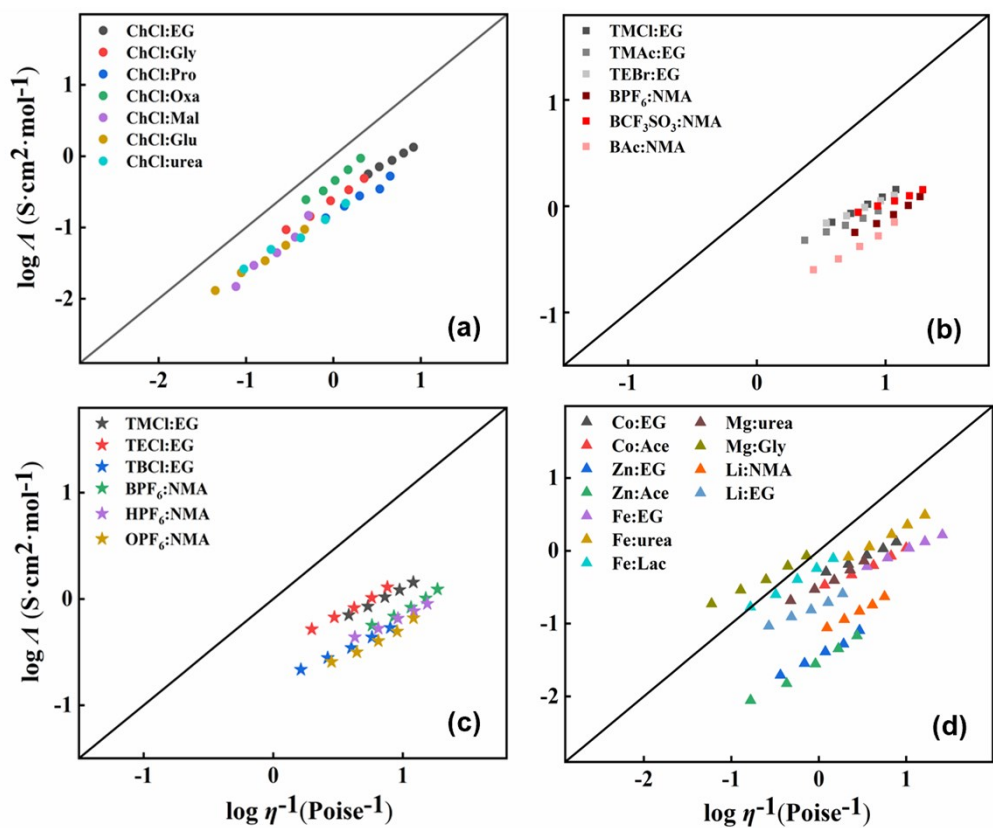 ChCl:EG
ChCl:Gly
ChCl:Pro
ChCl:Oxa
ChCl:Mal
ChCl:Glu
ChCl:urea
1
0
-1
-2
-2 -1 0 1
log Λ (S·cm²·mol⁻¹)
(a)
TMCl:EG
TMAc:EG
TEBr:EG
BPF₆:NMA
BCF₃SO₃:NMA
BAc:NMA
1
0
-1
-1 0 1
(b)
TMCl:EG
TECl:EG
TBCl:EG
BPF₆:NMA
HPF₆:NMA
OPF₆:NMA
1
0
-1
-1 0 1
log Λ (S·cm²·mol⁻¹)
log η⁻¹(Poise⁻¹)
(c)
Co:EG
Co:Ace
Zn:EG
Zn:Ace
Fe:EG
Fe:urea
Fe:Lac
Mg:urea
Mg:Gly
Li:NMA
Li:EG
1
0
-1
-2
-2 -1 0 1
log η⁻¹(Poise⁻¹)
(d)